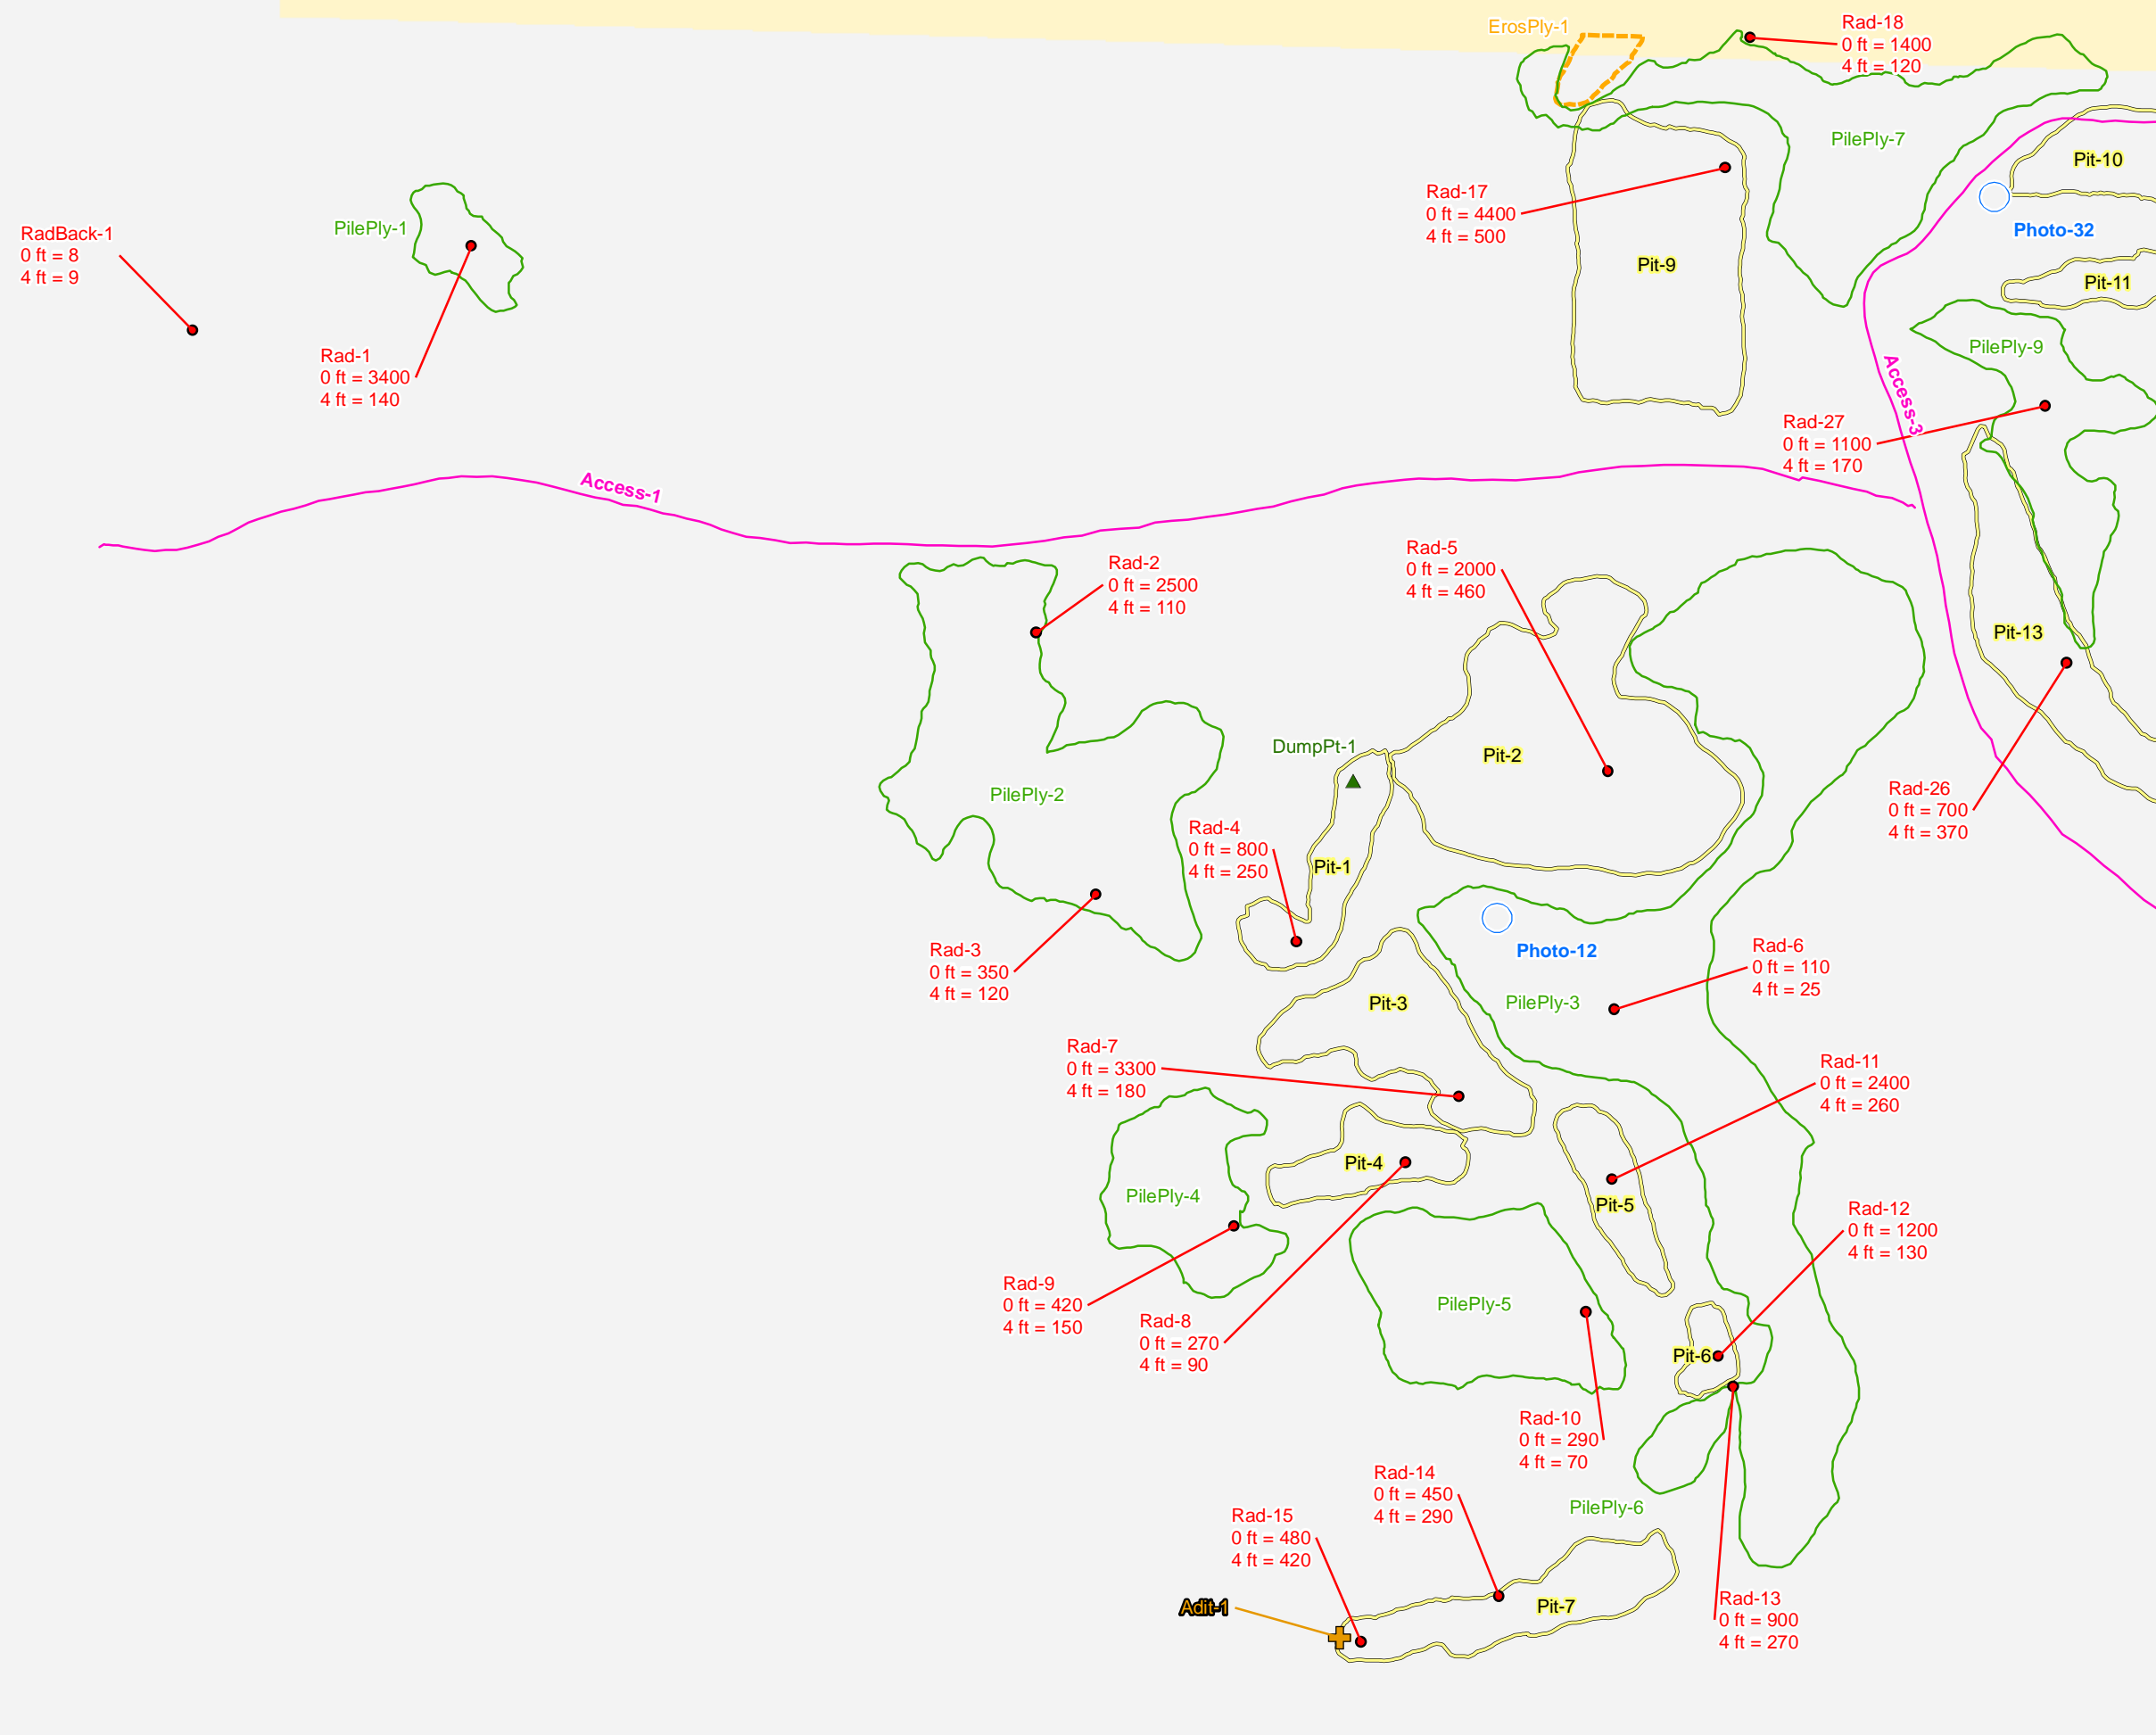 ErosPly-1
Rad-18
0 ft = 1400
4 ft = 120
PilePly-7
Pit-10
Rad-17
0 ft = 4400
4 ft = 500
PilePly-1
RadBack-1
0 ft = 8
4 ft = 9
Photo-32
Pit-9
Pit-11
Rad-1
0 ft = 3400
4 ft = 140
PilePly-9
Access-3
Rad-27
0 ft = 1100
4 ft = 170
Access-1
Rad-5
0 ft = 2000
4 ft = 460
Rad-2
0 ft = 2500
4 ft = 110
Pit-13
DumpPt-1
Pit-2
PilePly-2
Rad-26
0 ft = 700
4 ft = 370
Rad-4
0 ft = 800
4 ft = 250
Pit-1
Rad-3
0 ft = 350
4 ft = 120
Photo-12
Rad-6
0 ft = 110
4 ft = 25
Pit-3
PilePly-3
Rad-7
0 ft = 3300
4 ft = 180
Rad-11
0 ft = 2400
4 ft = 260
Pit-4
PilePly-4
Pit-5
Rad-12
0 ft = 1200
4 ft = 130
Rad-9
0 ft = 420
4 ft = 150
PilePly-5
Rad-8
0 ft = 270
4 ft = 90
Pit-6
Rad-10
0 ft = 290
4 ft = 70
Rad-14
0 ft = 450
4 ft = 290
PilePly-6
Rad-15
0 ft = 480
4 ft = 420
Adit-1
Pit-7
Rad-13
0 ft = 900
4 ft = 270